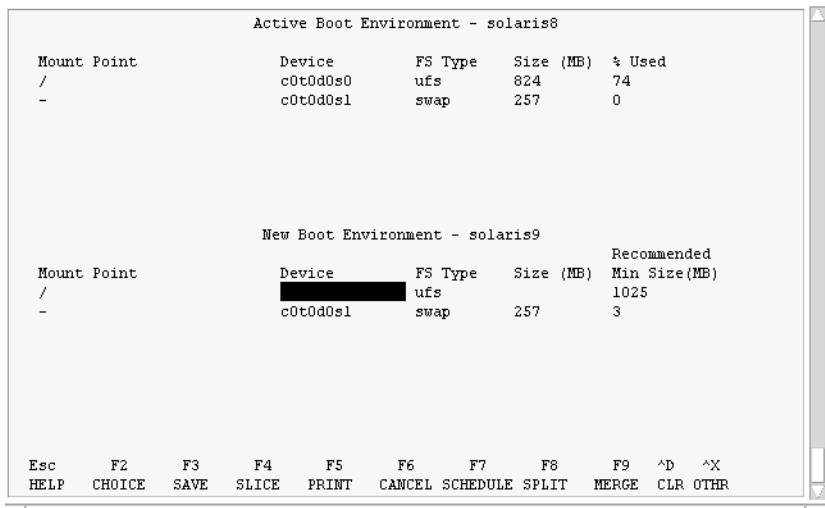 Active Boot Environment - solaris8
Mount Point Device FS Type Size (MB) % Used
/ c0t0d0s0 ufs 824 74
- c0t0d0s1 swap 257 0
New Boot Environment - solaris9
Recommended
Mount Point Device FS Type Size (MB) Min Size(MB)
/ ufs 1025
- c0t0d0s1 swap 257 3
Esc F2 F3 F4 F5 F6 F7 F8 F9 ^D ^X
HELP CHOICE SAVE SLICE PRINT CANCEL SCHEDULE SPLIT MERGE CLR OTHR